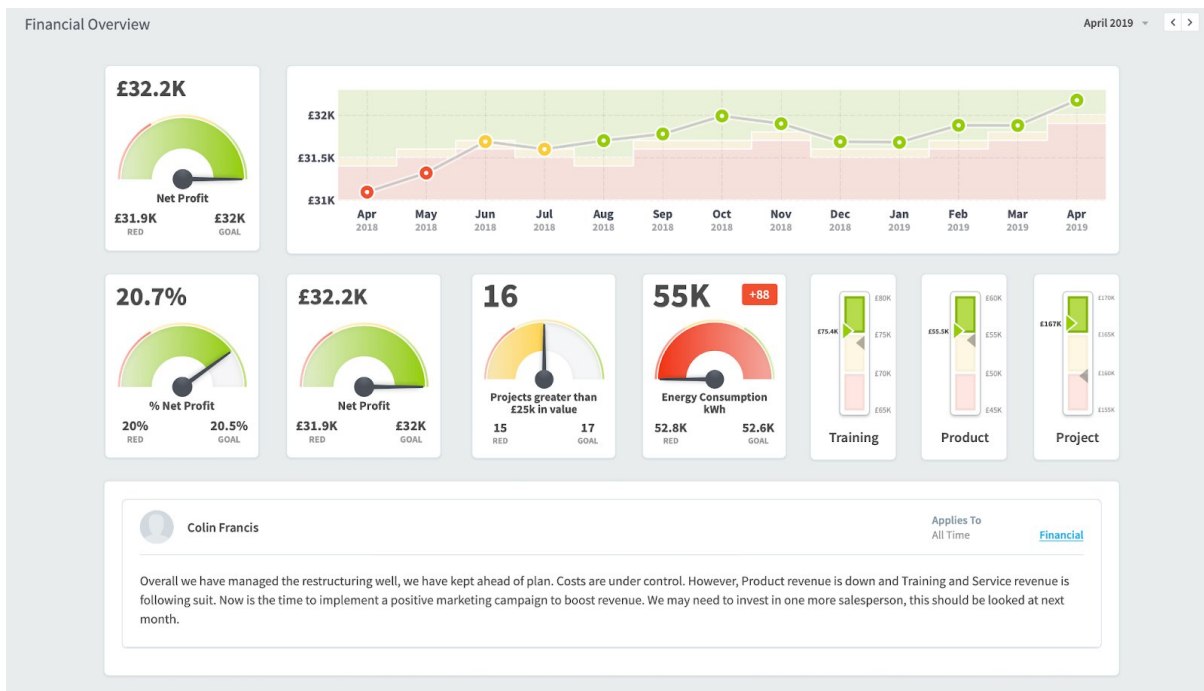 Financial Overview
April 2019
£32.2K
Net Profit
£31.9K
£32K
RED
GOAL
£32K
£31.5K
£31K
Apr May Jun Jul Aug Sep Oct Nov Dec Jan Feb Mar Apr
2018 2018 2018 2018 2018 2018 2018 2018 2018 2019 2019 2019 2019
20.7%
% Net Profit
20%
20.5%
RED
GOAL
£32.2K
Net Profit
£31.9K
£32K
RED
GOAL
16
Projects greater than
£25k in value
15
17
RED
GOAL
55K
+88
Energy Consumption
kWh
52.8K
52.6K
RED
GOAL
£80K
£75.4K
£75K
£70K
£65K
Training
£60K
£55.5K
£55K
£50K
£45K
Product
£170K
£167K
£165K
£160K
£155K
Project
Colin Francis
Applies To
All Time
Financial
Overall we have managed the restructuring well, we have kept ahead of plan. Costs are under control. However, Product revenue is down and Training and Service revenue is
following suit. Now is the time to implement a positive marketing campaign to boost revenue. We may need to invest in one more salesperson, this should be looked at next
month.